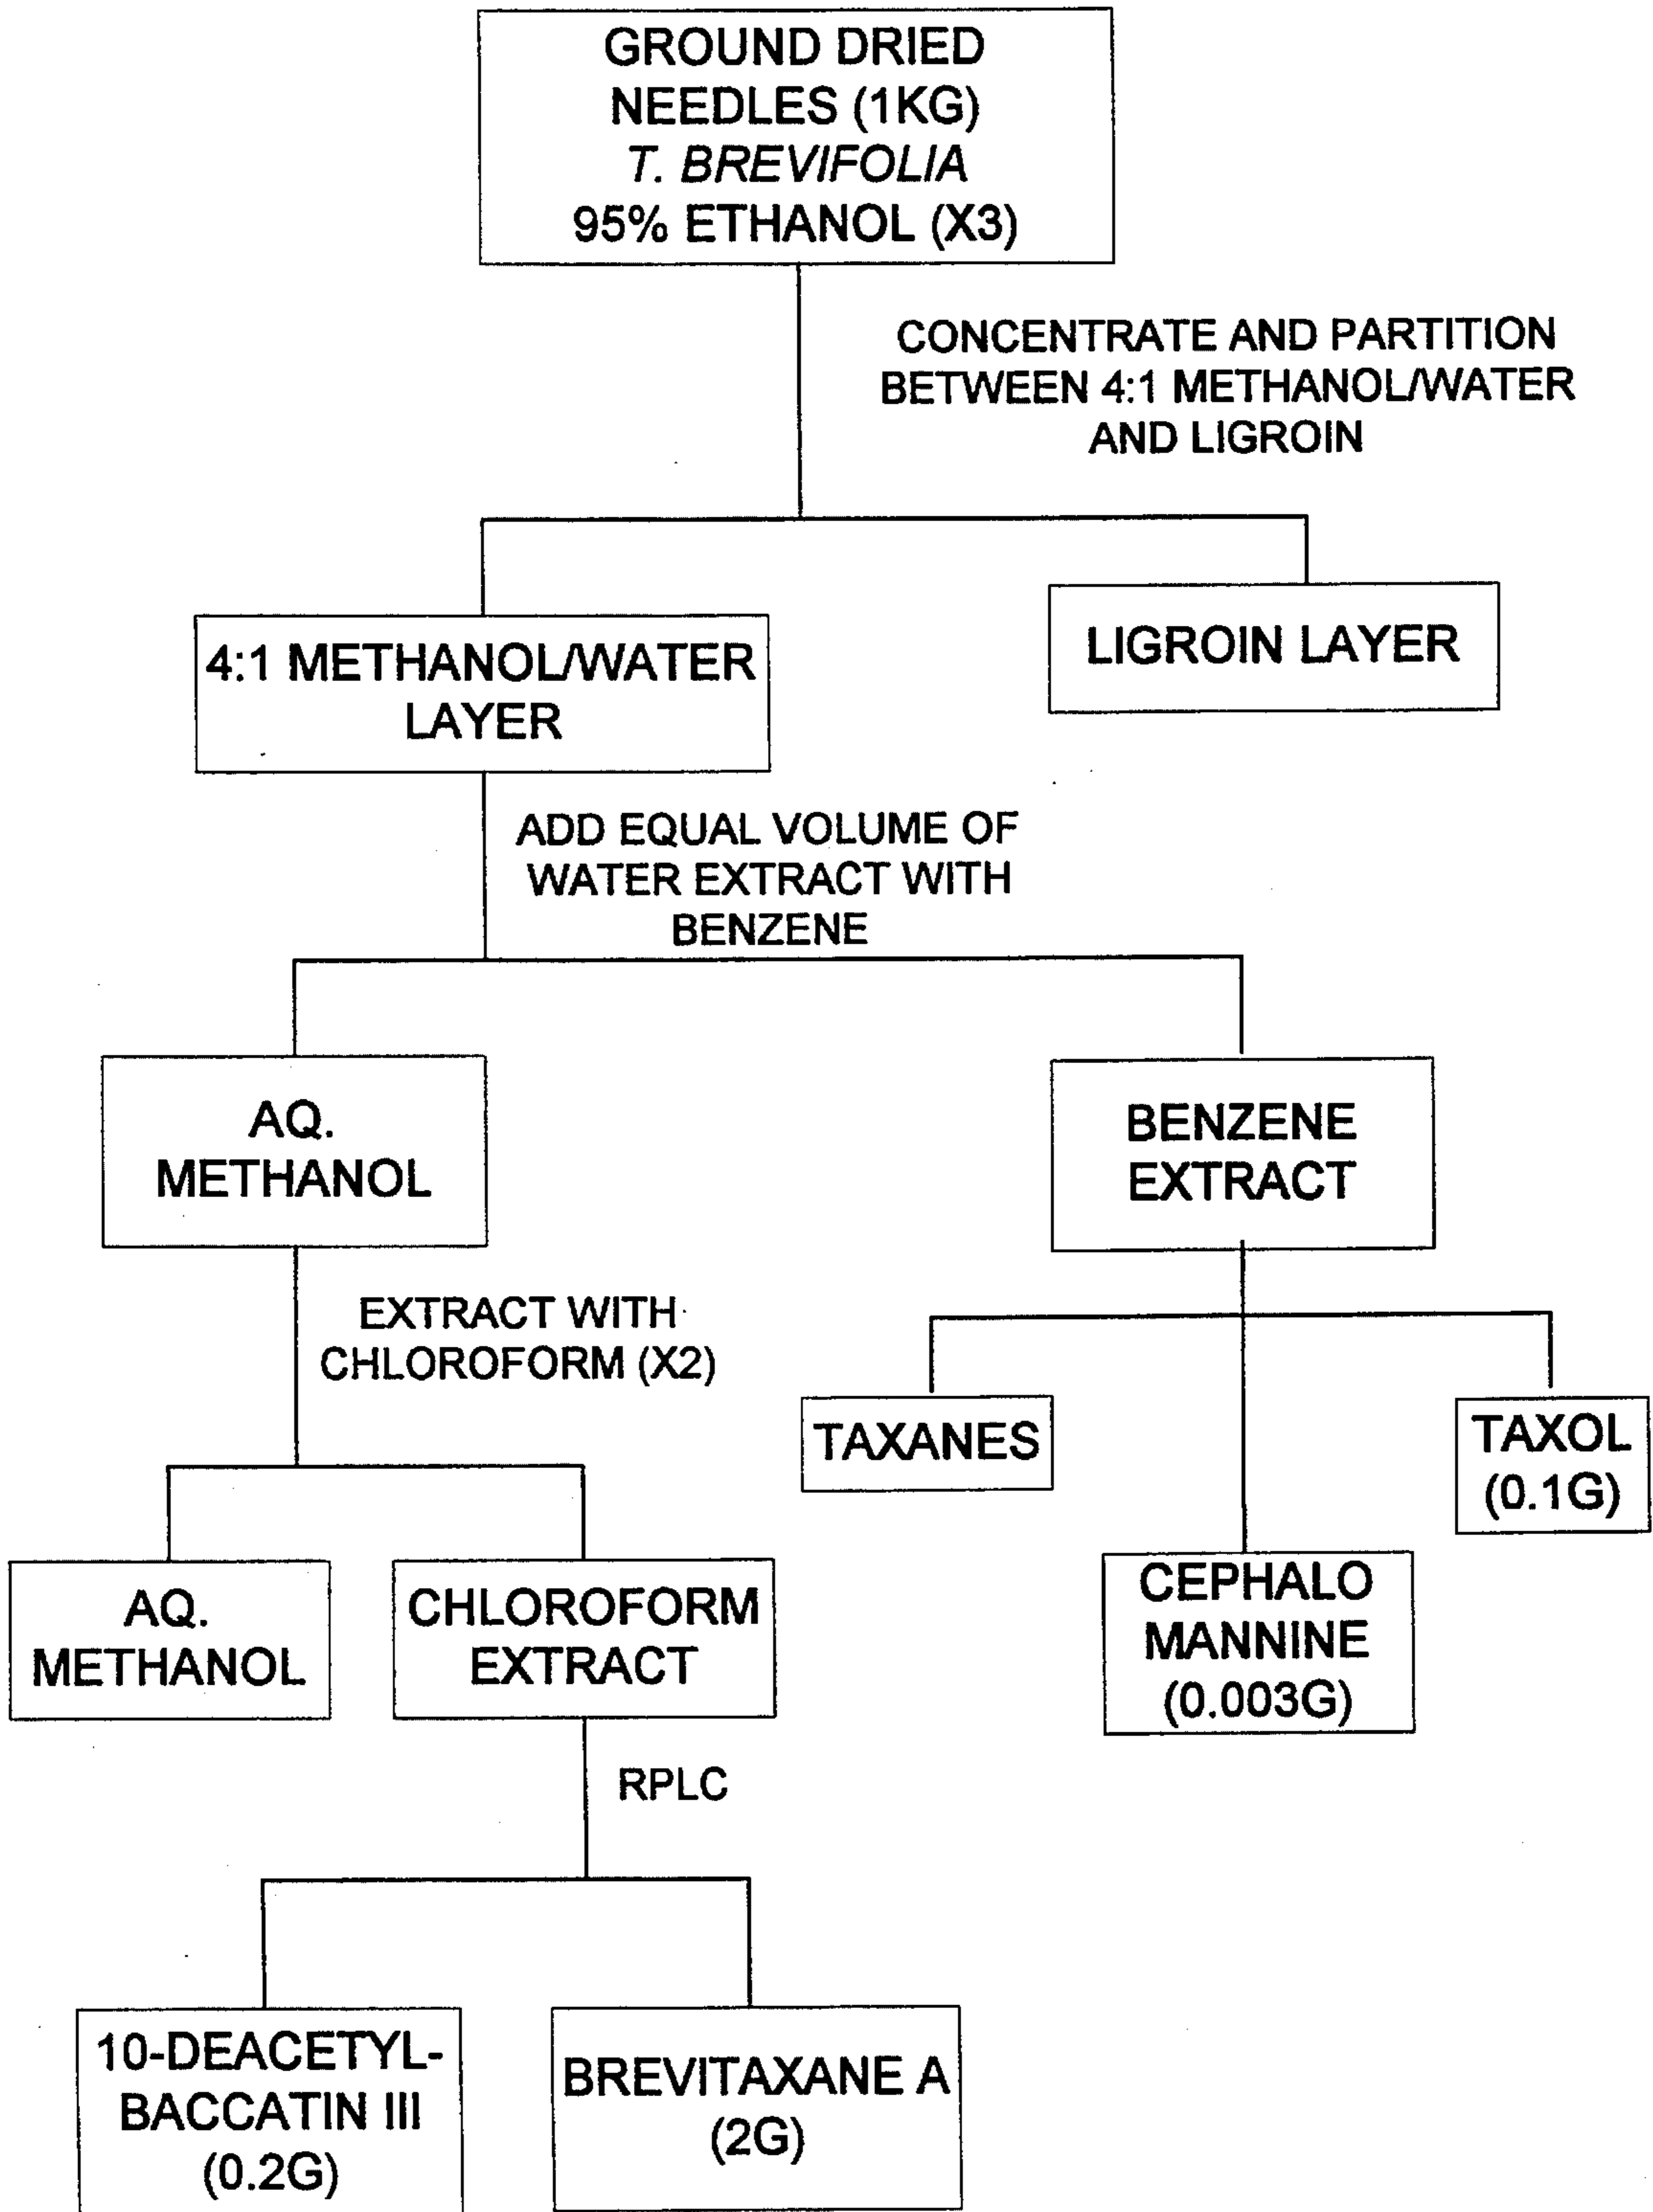 GROUND DRIED
NEEDLES (1KG)
T. BREVIFOLIA
95% ETHANOL (X3)
CONCENTRATE AND PARTITION
BETWEEN 4:1 METHANOL/WATER
AND LIGROIN
4:1 METHANOL/WATER
LAYER
LIGROIN LAYER
ADD EQUAL VOLUME OF
WATER EXTRACT WITH
BENZENE
AQ.
METHANOL
BENZENE
EXTRACT
EXTRACT WITH
CHLOROFORM (X2)
TAXANES
TAXOL
(0.1G)
CEPHALO
MANNINE
(0.003G)
AQ.
METHANOL
CHLOROFORM
EXTRACT
RPLC
10-DEACETYL-
BACCATIN III
(0.2G)
BREVITAXANE A
(2G)